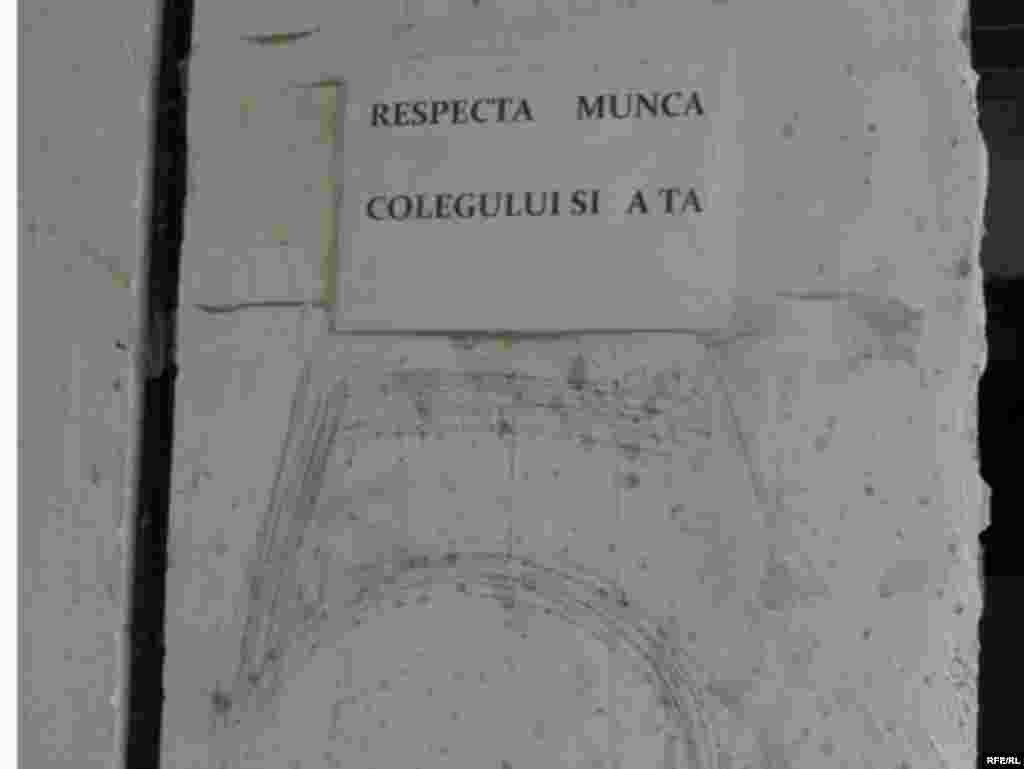 RESPECTA MUNCA
COLEGULUI SI A TA
RFE/RL